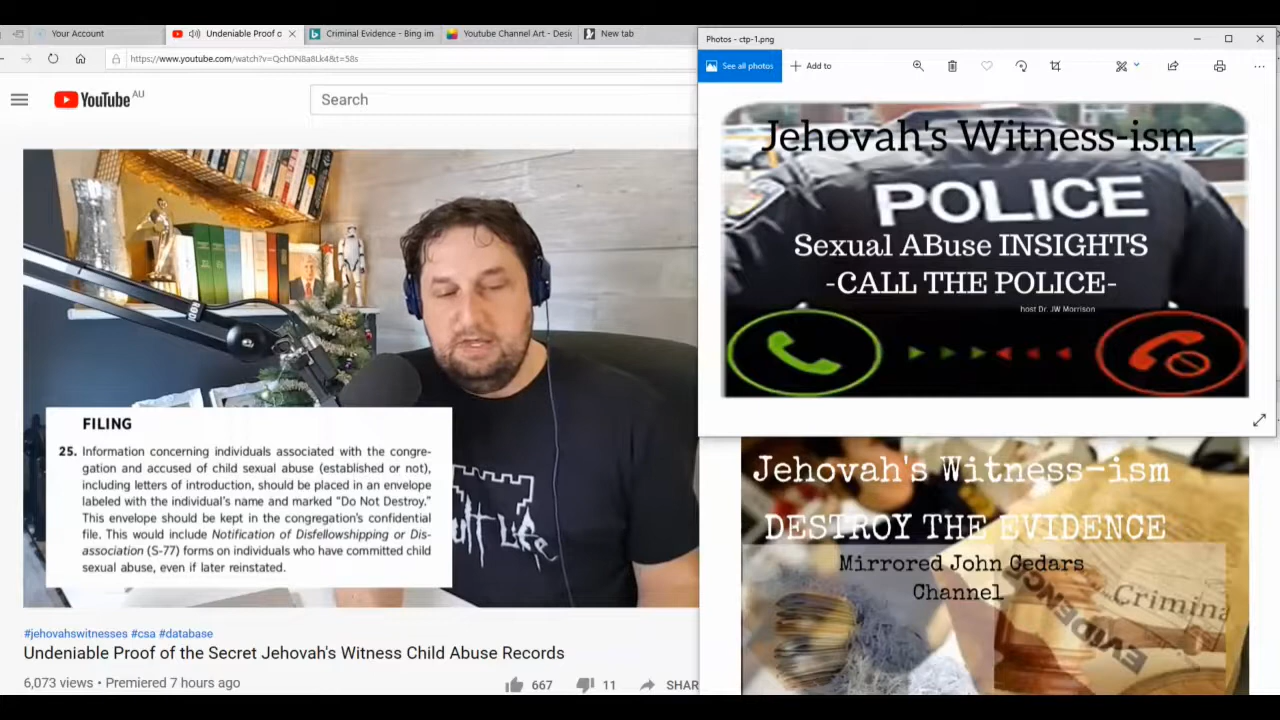 Your Account
Undeniable Proof o
Criminal Evidence - Bing im
Youtube Channel Art - Desig
New tab
https://www.youtube.com/watch?v=QchDN8a8Lk4&t=58s
YouTube AU
Search
FILING
25. Information concerning individuals associated with the congre-
gation and accused of child sexual abuse (established or not),
including letters of introduction, should be placed in an envelope
labeled with the individual's name and marked "Do Not Destroy."
This envelope should be kept in the congregation's confidential
file. This would include Notification of Disfellowshipping or Dis-
association (S-77) forms on individuals who have committed child
sexual abuse, even if later reinstated.
ult Life
#jehovahswitnesses #csa #database
Undeniable Proof of the Secret Jehovah's Witness Child Abuse Records
6,073 views • Premiered 7 hours ago
667
11
SHAR
Photos - ctp-1.png
See all photos
Add to
Jehovah's Witness-ism
POLICE
Sexual ABuse INSIGHTS
-CALL THE POLICE-
host Dr. JW Morrison
Jehovah's Witness-ism
DESTROY THE EVIDENCE
Mirrored John Cedars
Channel
EVIDENCE
Crimina
EVI